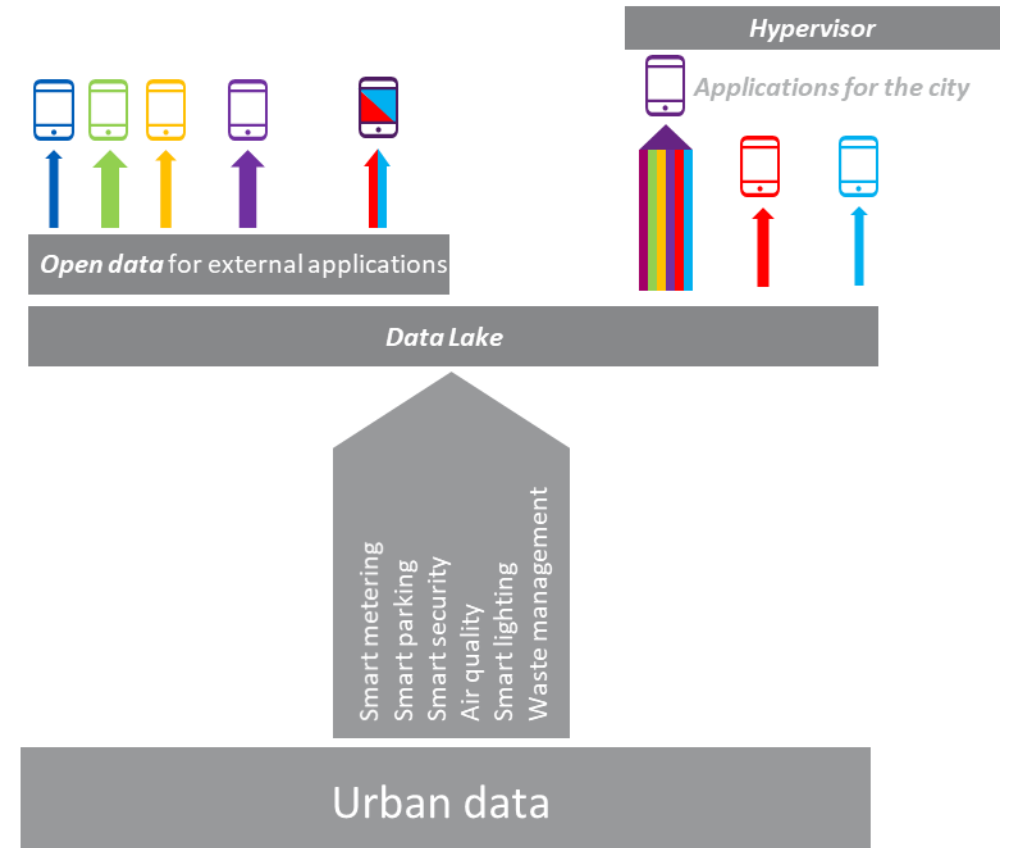 Hypervisor
Applications for the city
Open data for external applications
Data Lake
Smart metering
Smart parking
Smart security
Air quality
Smart lighting
Waste management
Urban data